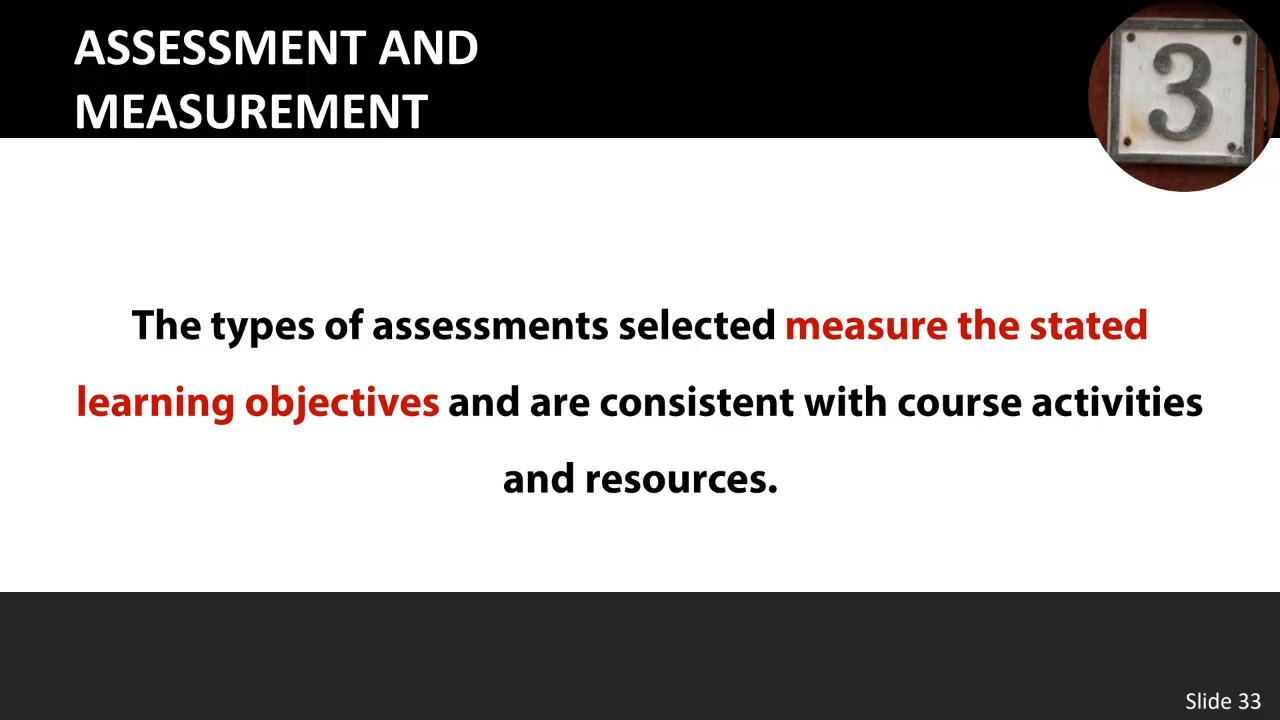 ASSESSMENT AND
MEASUREMENT
3
The types of assessments selected measure the stated
learning objectives and are consistent with course activities
and resources.
Slide 33